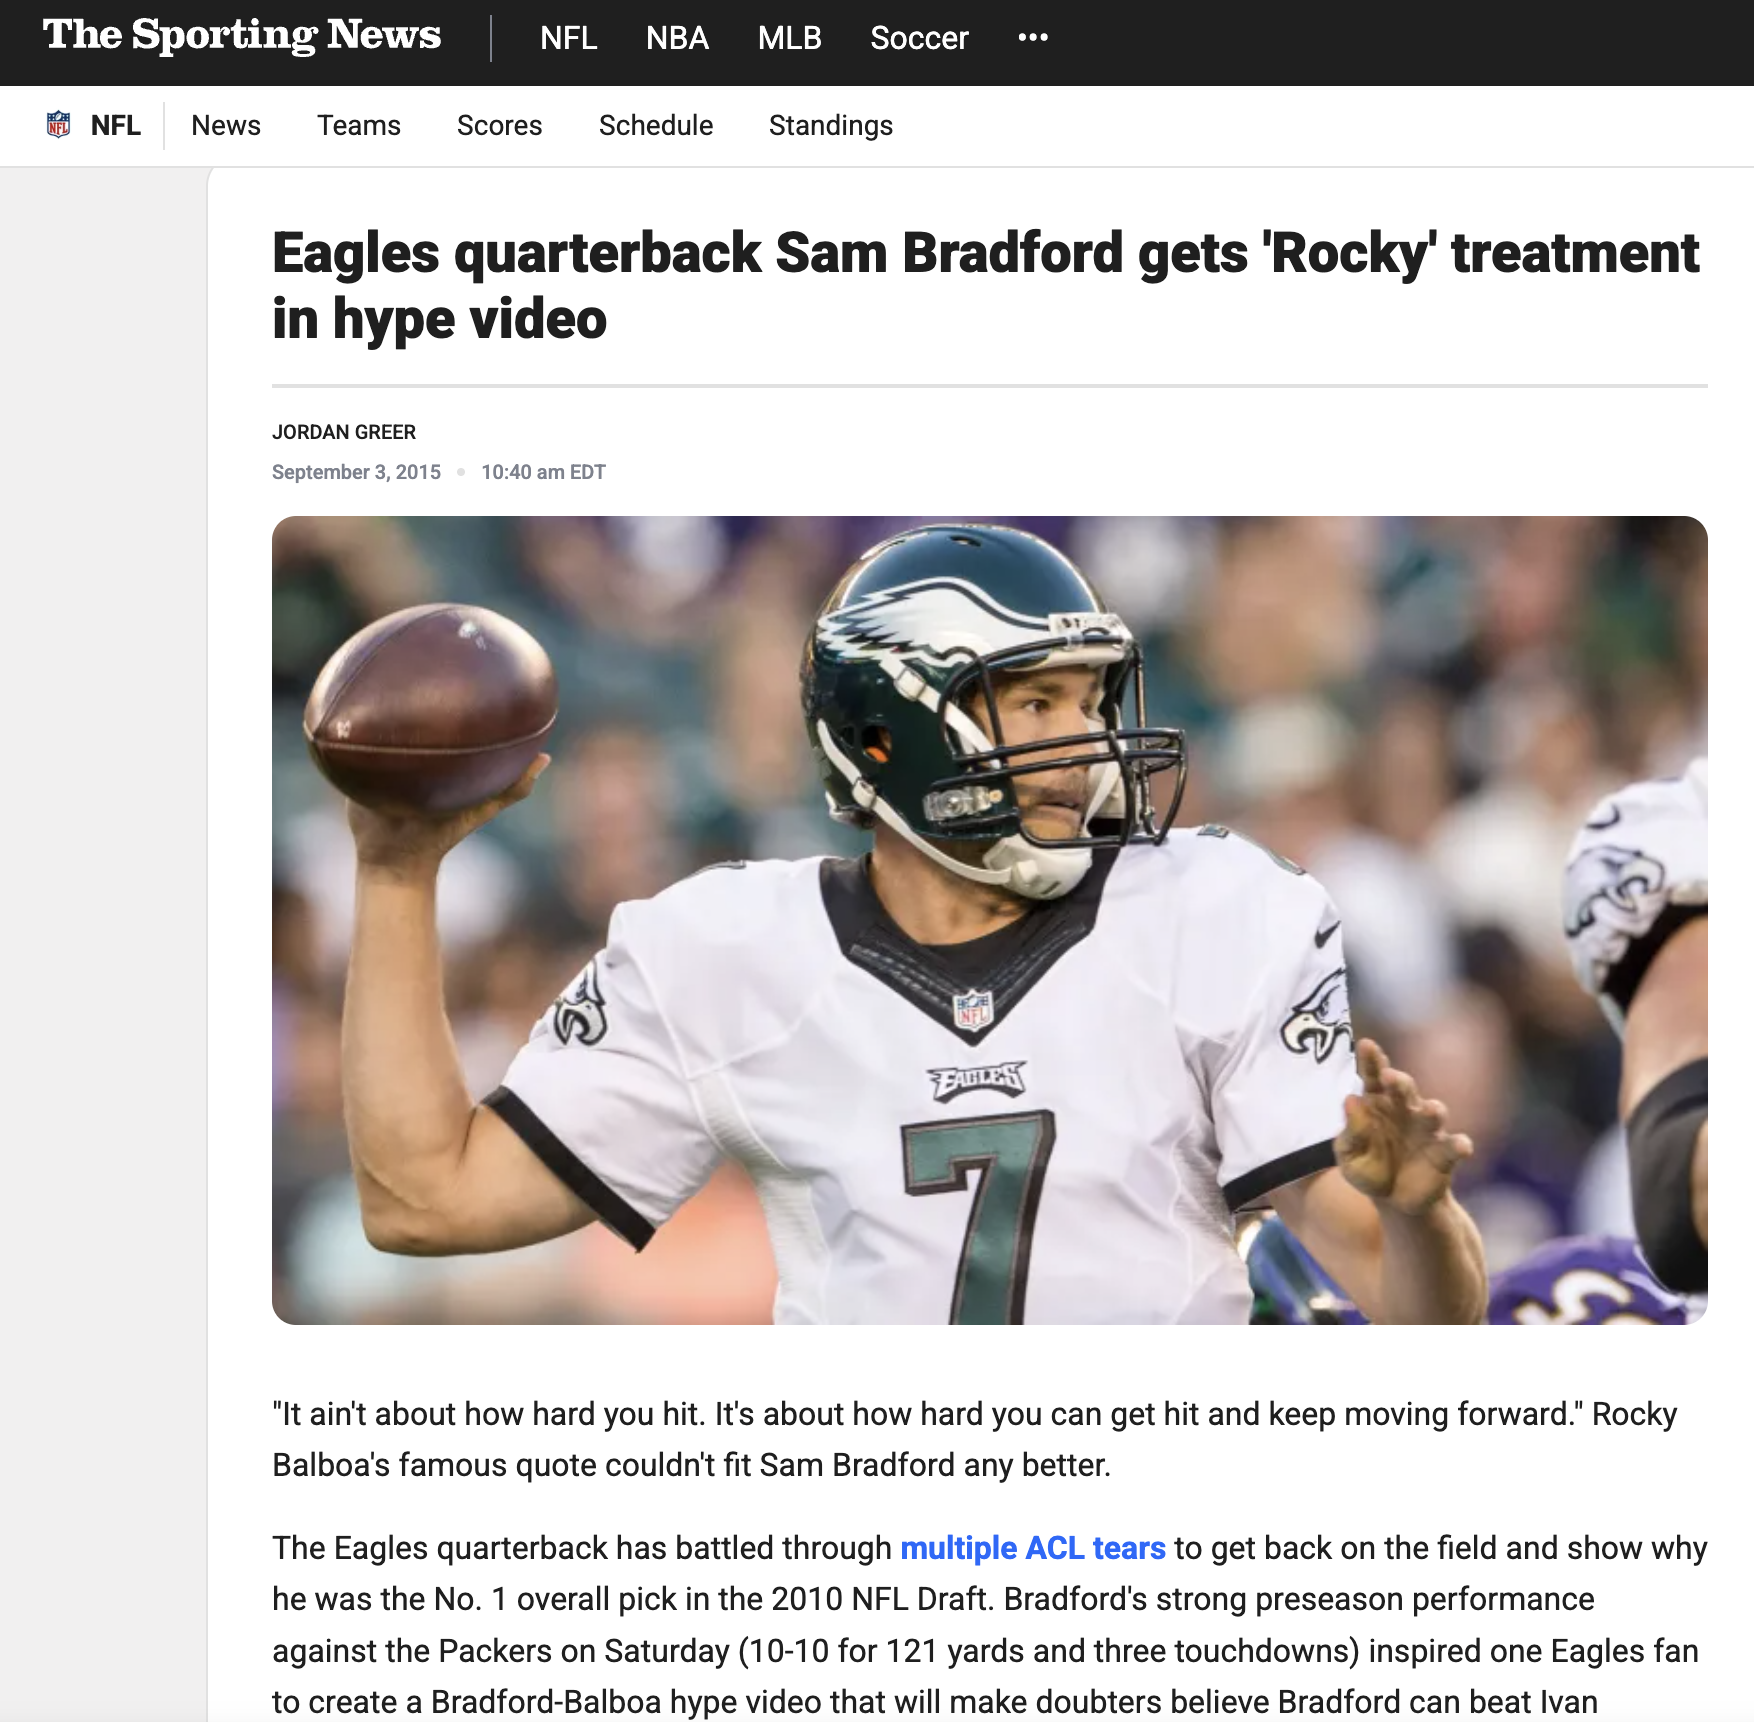 The Sporting News
NFL NBA MLB Soccer •••
NFL NFL News Teams Scores Schedule Standings
Eagles quarterback Sam Bradford gets 'Rocky' treatment
in hype video
JORDAN GREER
September 3, 2015 • 10:40 am EDT
NFL
EAGLES
7
"It ain't about how hard you hit. It's about how hard you can get hit and keep moving forward." Rocky
Balboa's famous quote couldn't fit Sam Bradford any better.
The Eagles quarterback has battled through multiple ACL tears to get back on the field and show why
he was the No. 1 overall pick in the 2010 NFL Draft. Bradford's strong preseason performance
against the Packers on Saturday (10-10 for 121 yards and three touchdowns) inspired one Eagles fan
to create a Bradford-Balboa hype video that will make doubters believe Bradford can beat Ivan